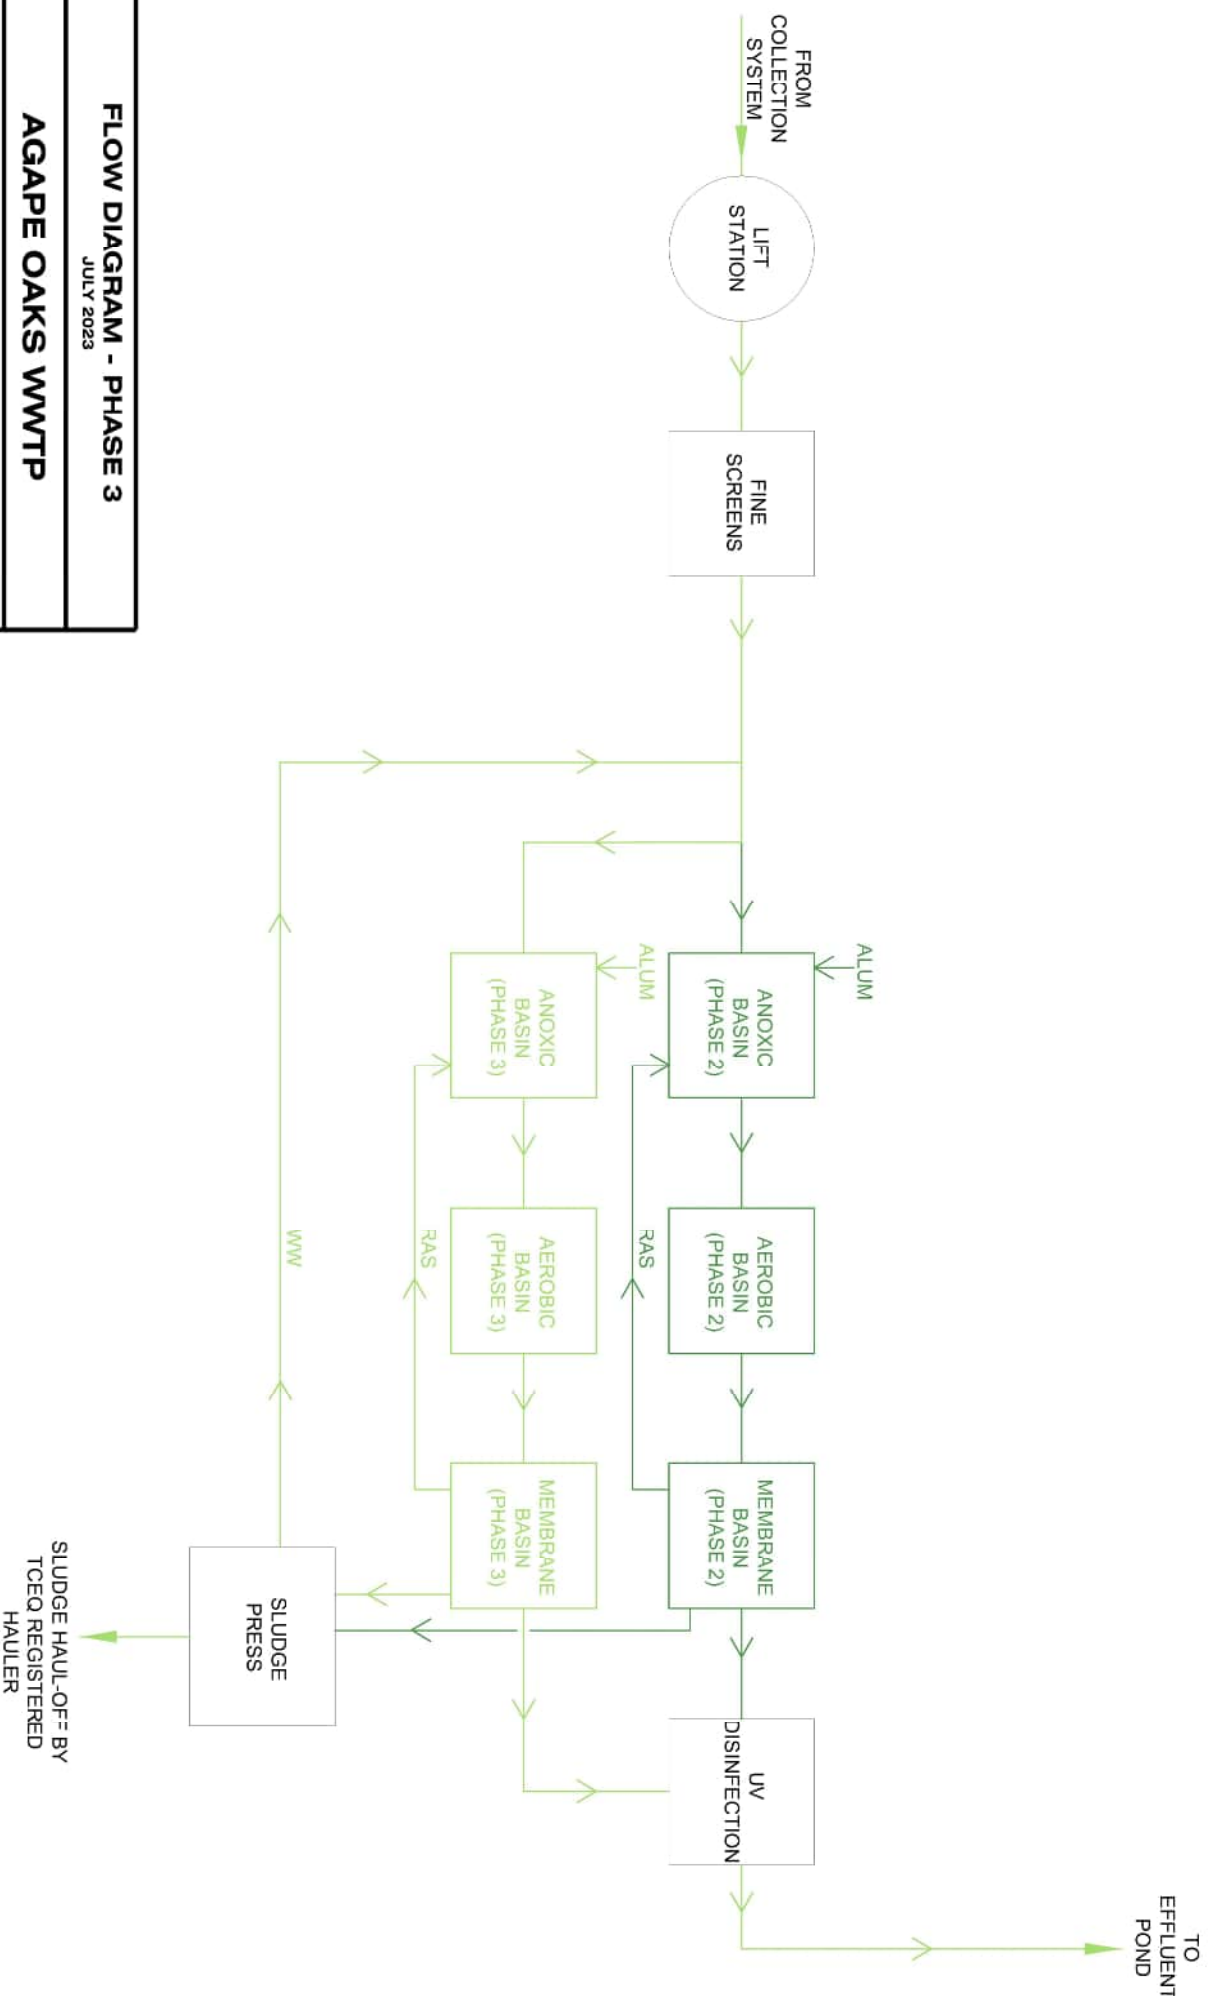 TO
EFFLUENT
POND
FROM
COLLECTION
SYSTEM
LIFT
STATION
FINE
SCREENS
ALUM
ANOXIC
BASIN
(PHASE 2)
AEROBIC
BASIN
(PHASE 2)
MEMBRANE
BASIN
(PHASE 2)
UV
DISINFECTION
RAS
ALUM
ANOXIC
BASIN
(PHASE 3)
AEROBIC
BASIN
(PHASE 3)
MEMBRANE
BASIN
(PHASE 3)
RAS
WW
SLUDGE
PRESS
SLUDGE HAUL-OFF BY
TCEQ REGISTERED
HAULER
FLOW DIAGRAM - PHASE 3
JULY 2023
AGAPE OAKS WWTP